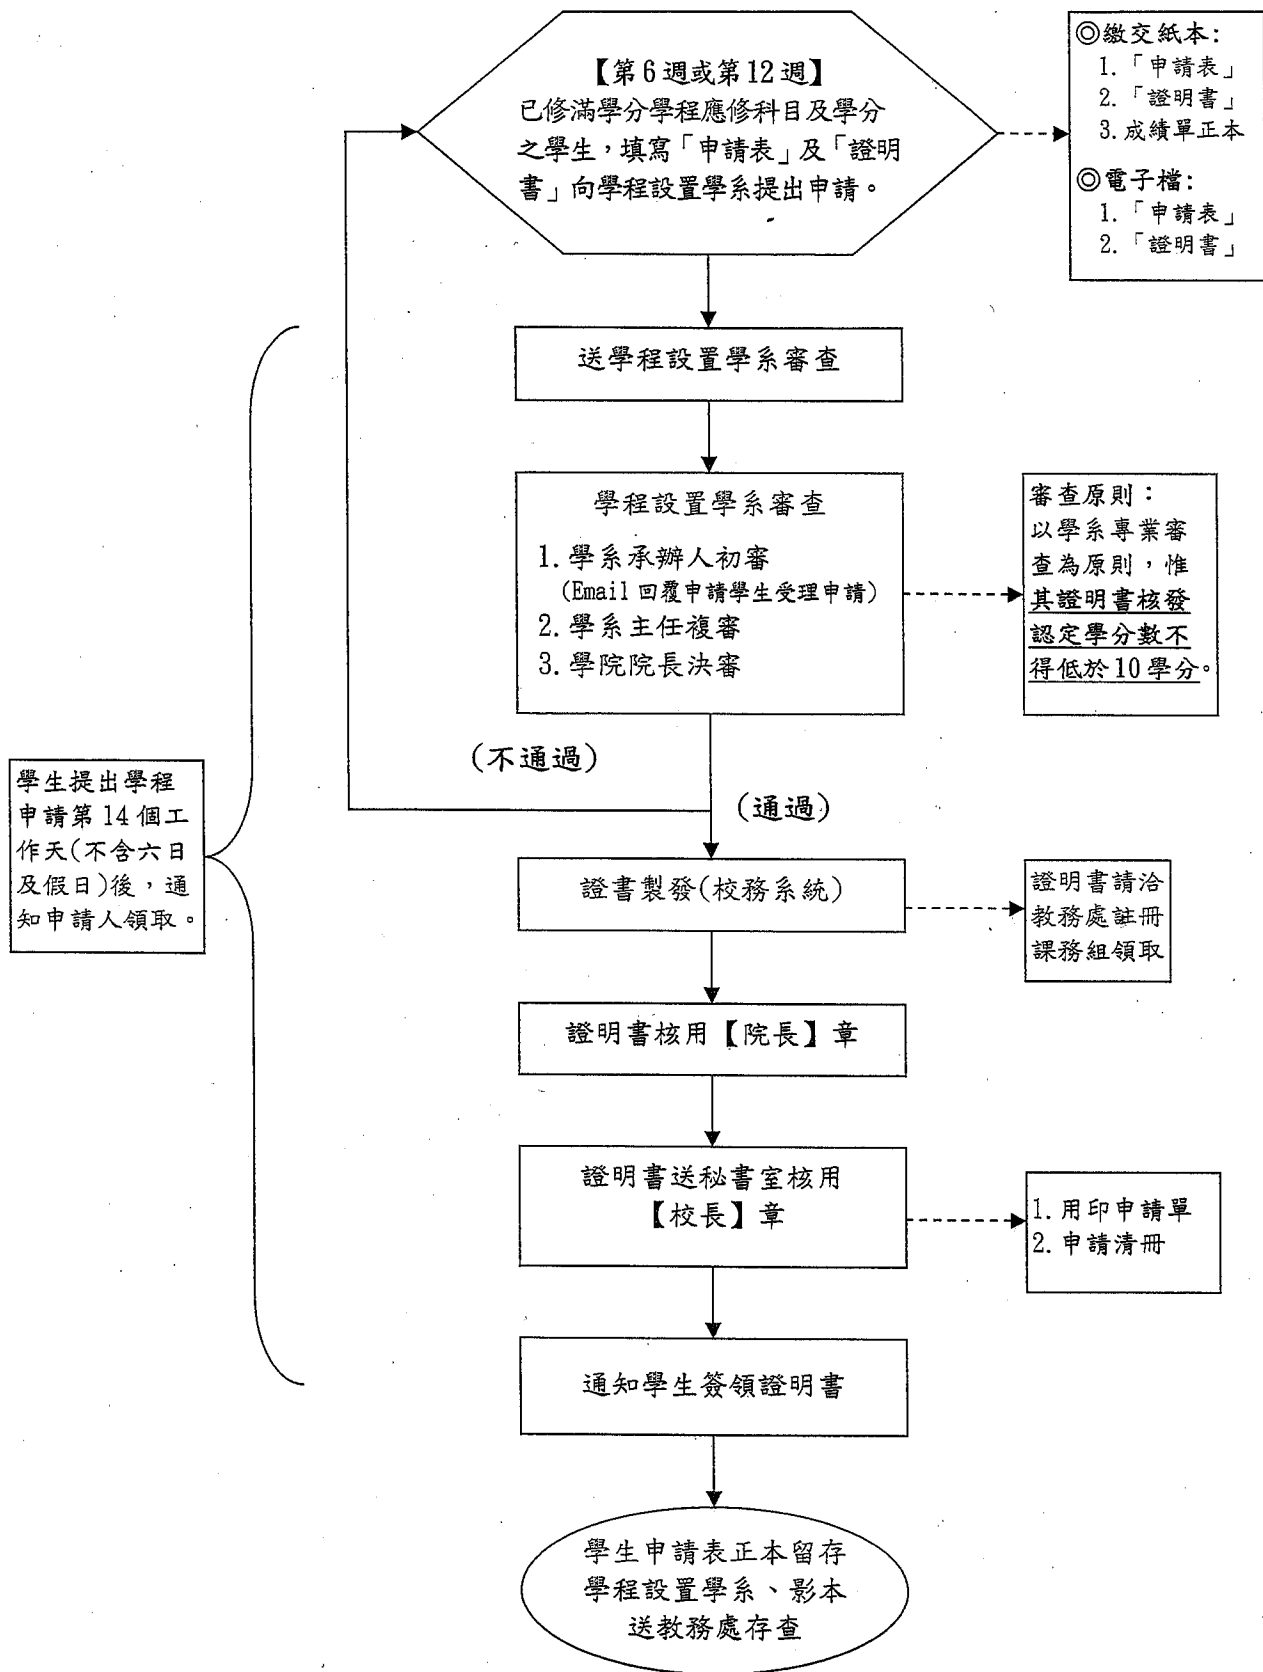 【第6週或第12週】
已修滿學分學程應修科目及學分
之學生，填寫「申請表」及「證明
書」向學程設置學系提出申請。
◎繳交紙本:
1.「申請表」
2.「證明書」
3.成績單正本
◎電子檔:
1.「申請表」
2.「證明書」
送學程設置學系審查
學程設置學系審查
1.學系承辦人初審
(Email回覆申請學生受理申請)
2.學系主任複審
3.學院院長決審
審查原則：
以學系專業審
查為原則，惟
其證明書核發
認定學分數不
得低於10學分。
(不通過)
(通過)
學生提出學程
申請第14個工
作天(不含六日
及假日)後，通
知申請人領取。
證書製發(校務系統)
證明書請洽
教務處註冊
課務組領取
證明書核用【院長】章
證明書送秘書室核用
【校長】章
1.用印申請單
2.申請清冊
通知學生簽領證明書
學生申請表正本留存
學程設置學系、影本
送教務處存查